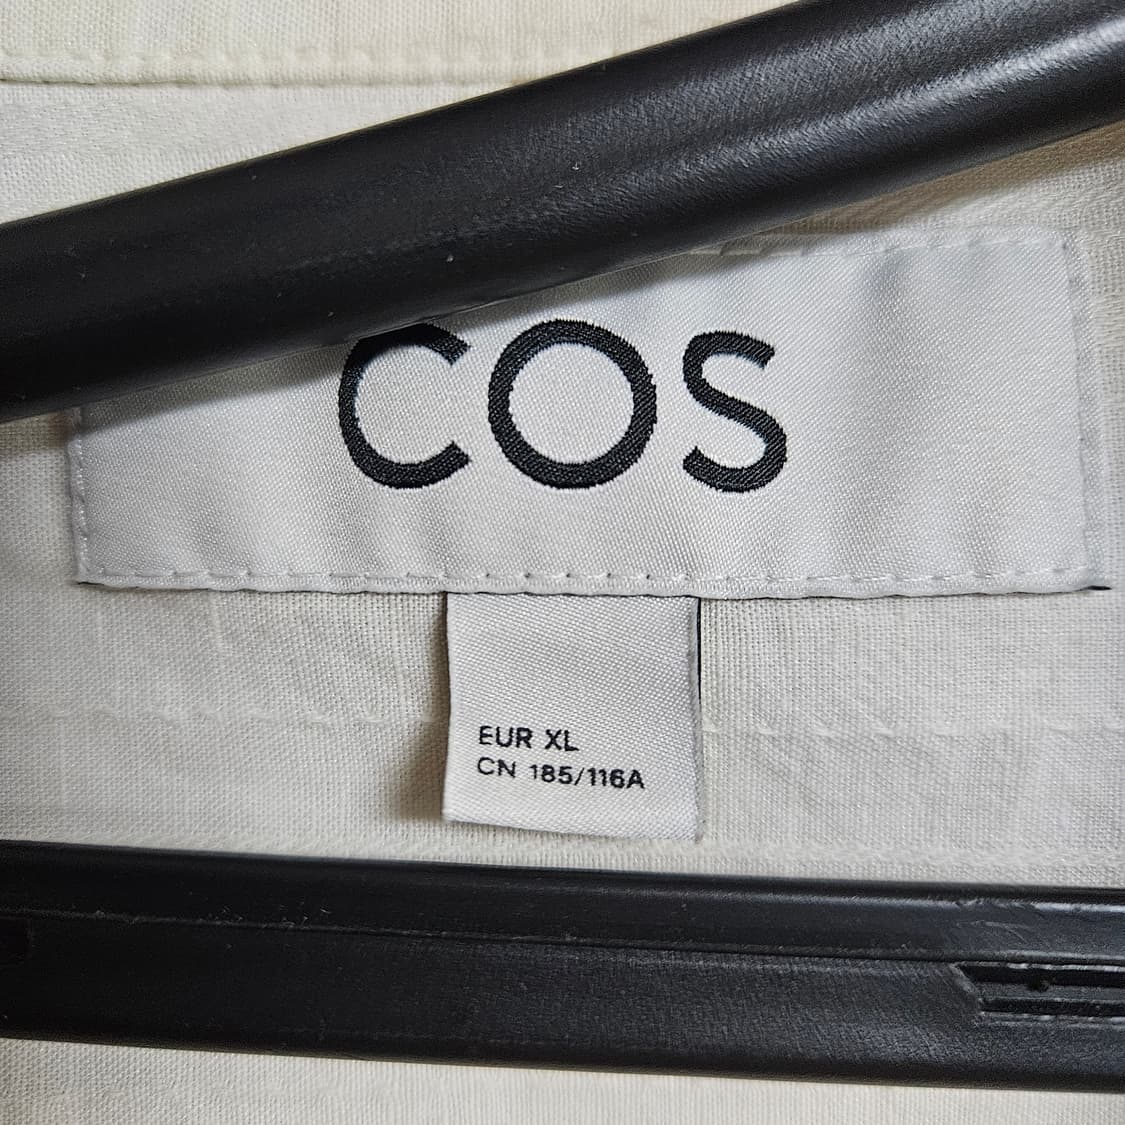 COS
EUR XL
CN 185/116A